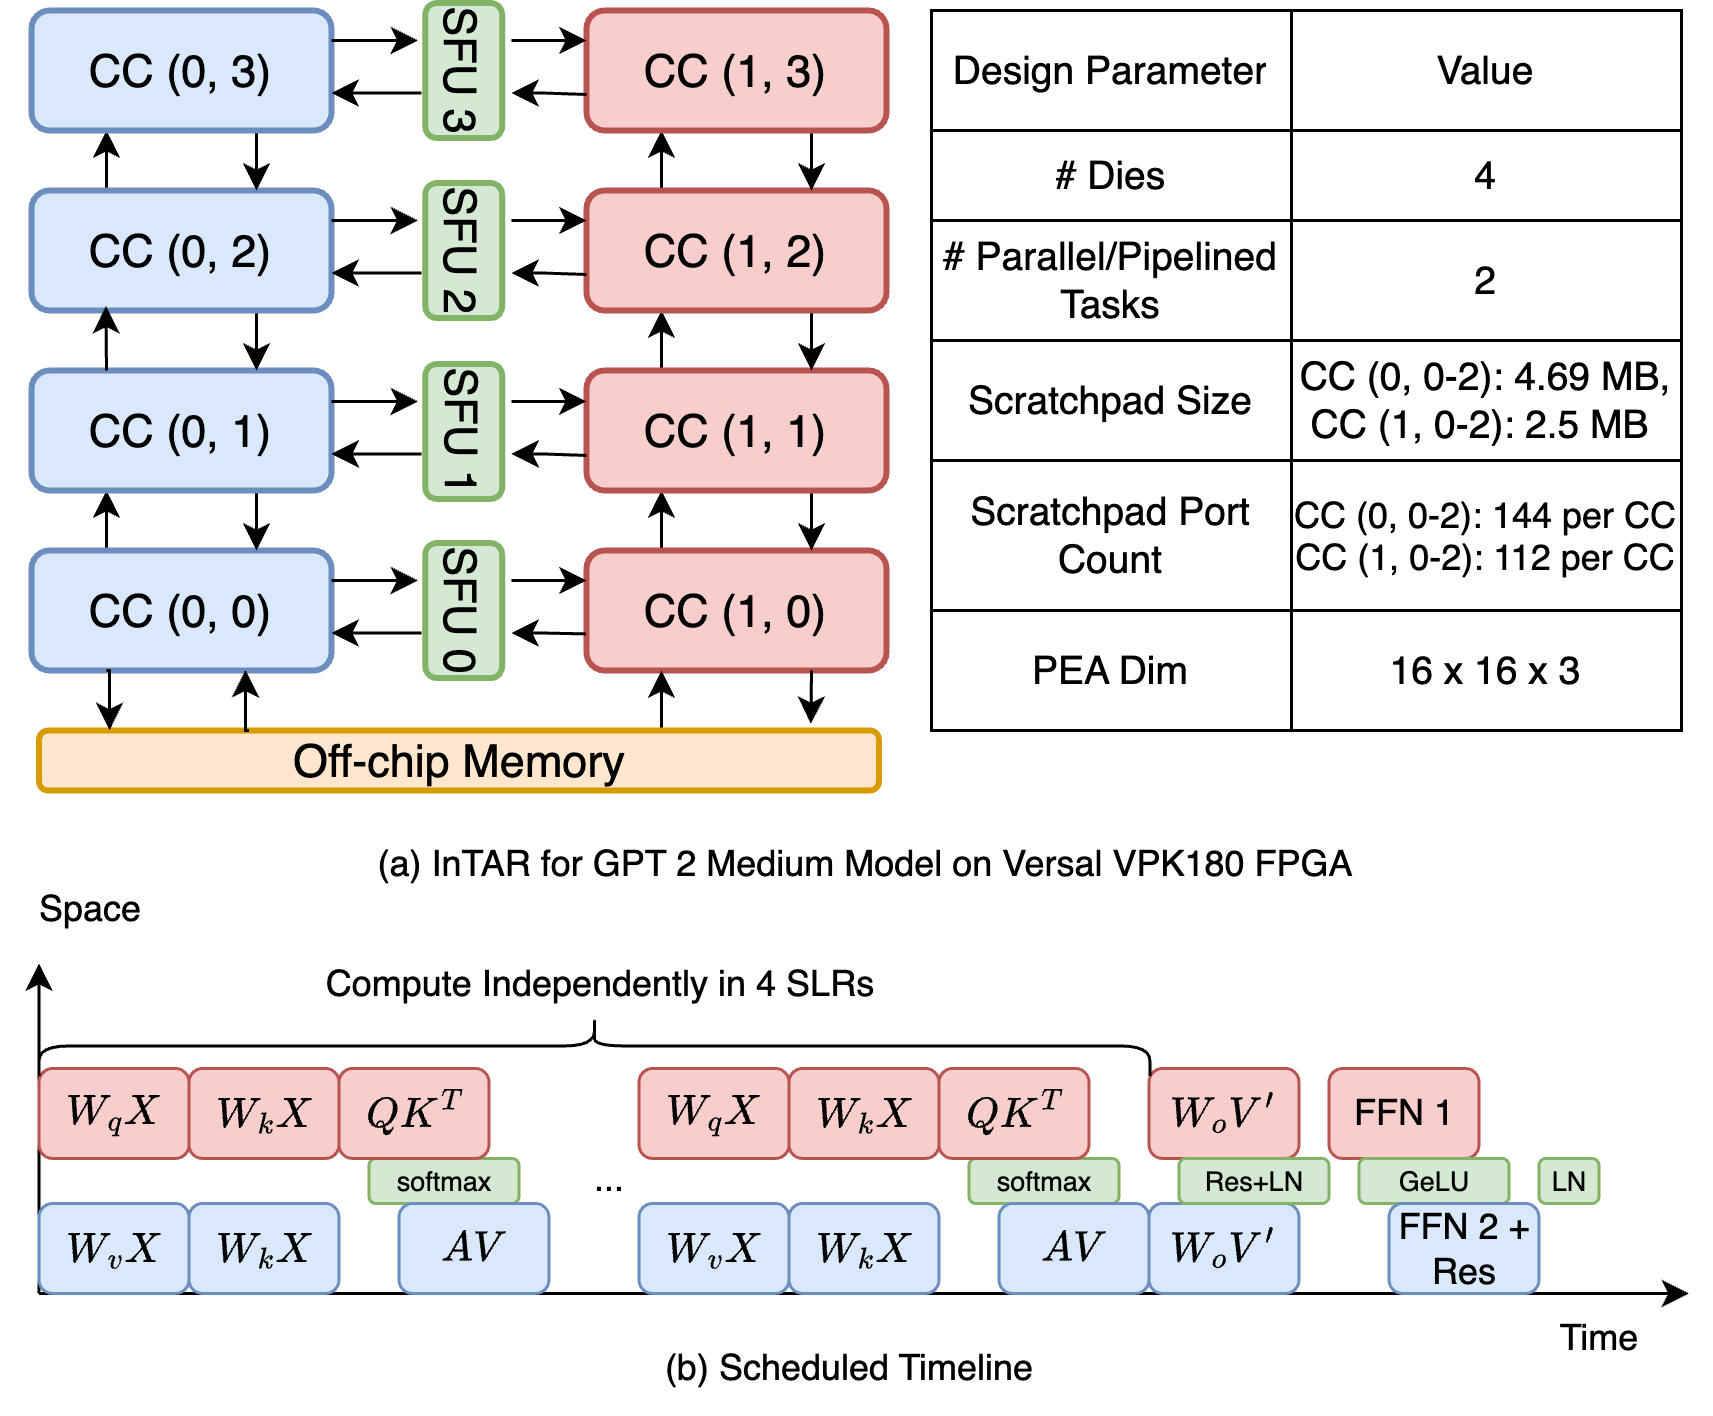 CC (0, 3)
SFU 3
CC (1, 3)
CC (0, 2)
SFU 2
CC (1, 2)
CC (0, 1)
SFU 1
CC (1, 1)
CC (0, 0)
SFU 0
CC (1, 0)
Off-chip Memory
Design Parameter
Value
# Dies
4
# Parallel/Pipelined
Tasks
2
Scratchpad Size
CC (0, 0-2): 4.69 MB,
CC (1, 0-2): 2.5 MB
Scratchpad Port
Count
CC (0, 0-2): 144 per CC
CC (1, 0-2): 112 per CC
PEA Dim
16 x 16 x 3
(a) InTAR for GPT 2 Medium Model on Versal VPK180 FPGA
Space
Compute Independently in 4 SLRs
W_qX
W_kX
QK^T
W_qX
W_kX
QK^T
W_oV′
FFN 1
softmax
...
softmax
Res+LN
GeLU
LN
W_vX
W_kX
AV
W_vX
W_kX
AV
W_oV′
FFN 2 +
Res
Time
(b) Scheduled Timeline